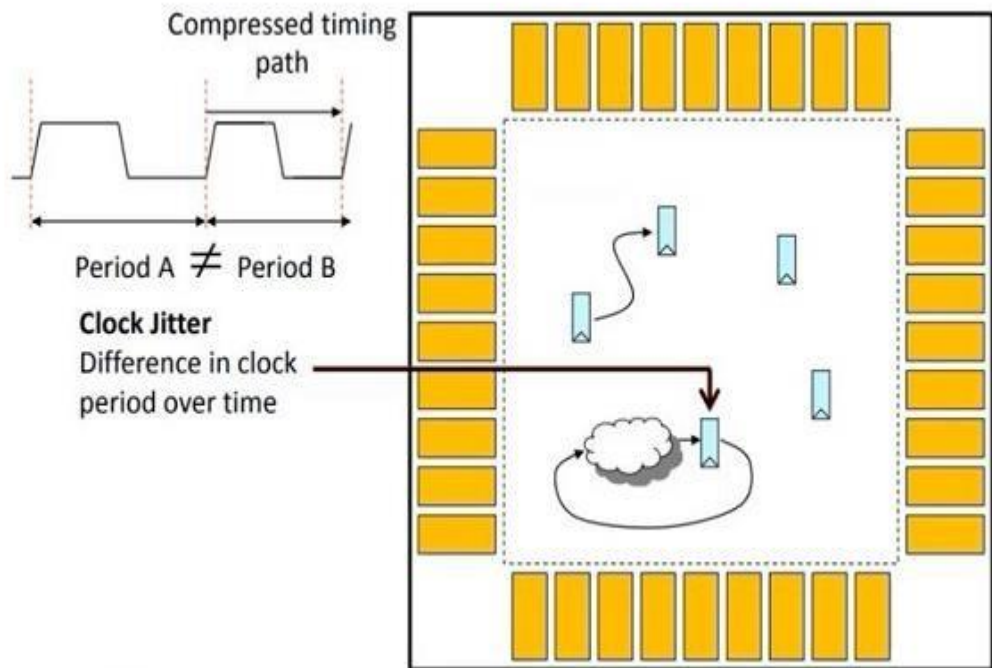 Compressed timing
path
Period A ≠ Period B
Clock Jitter
Difference in clock
period over time